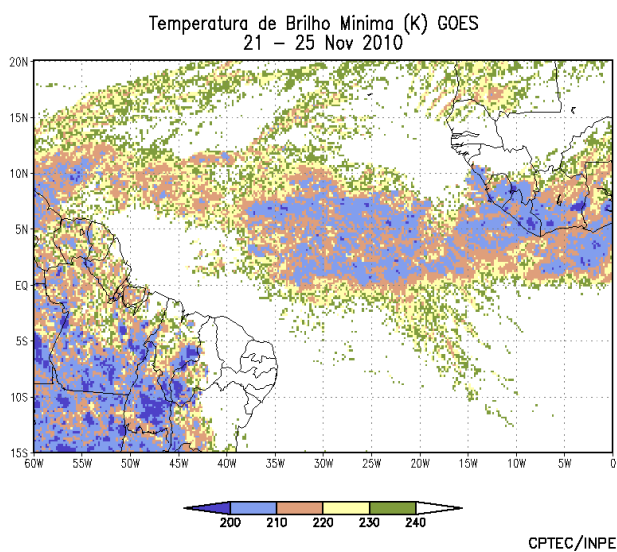 Temperatura de Brilho Minima (K) GOES
21 - 25 Nov 2010
20N
15N
10N
5N
EQ
5S
10S
15S
60W 55W 50W 45W 40W 35W 30W 25W 20W 15W 10W 5W 0
200 210 220 230 240
CPTEC/INPE